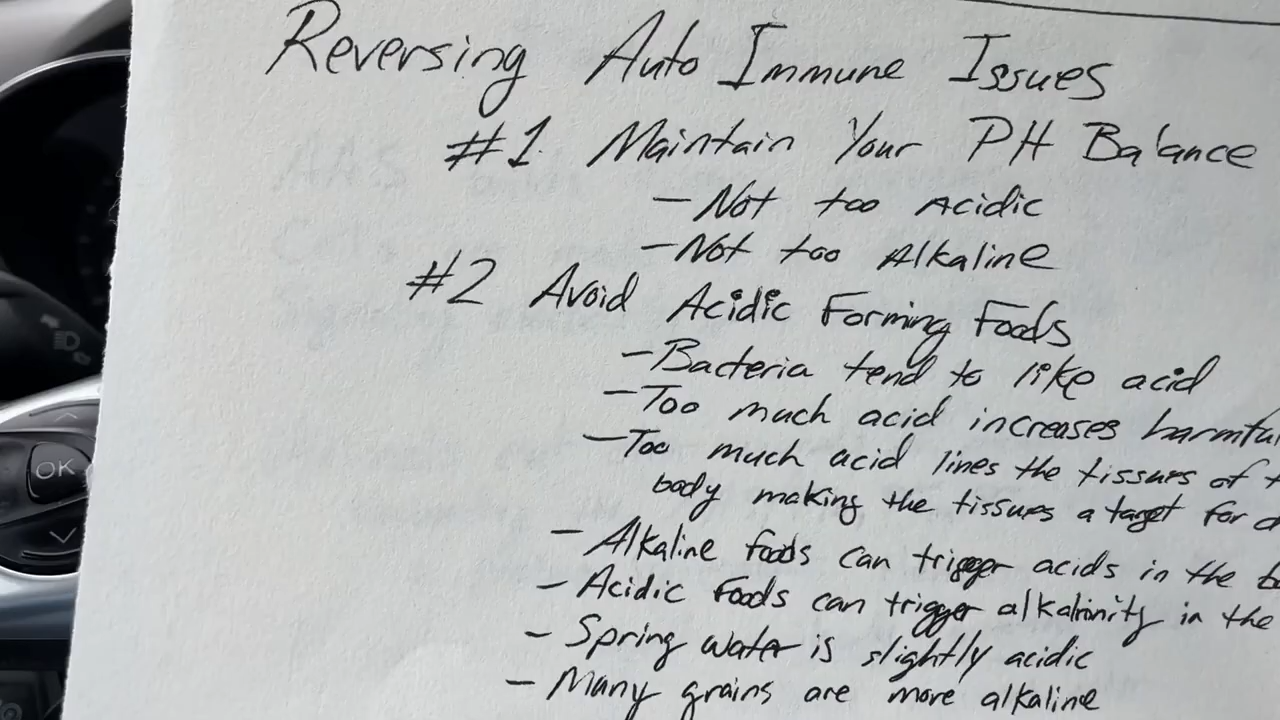 Reversing Auto Immune Issues
#1 Maintain Your PH Balance
- Not too Acidic
- Not too Alkaline
#2 Avoid Acidic Forming Foods
- Bacteria tend to like acid
- Too much acid increases harmful
- Too much acid lines the tissues of
body making the tissues a target for
- Alkaline foods can trigger acids in the
- Acidic Foods can trigger alkalinity in the
- Spring water is slightly acidic
- Many grains are more alkaline
OK